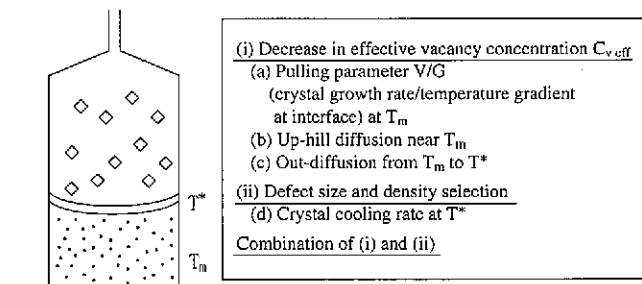 (i) Decrease in effective vacancy concentration Cv eff
(a) Pulling parameter V/G
(crystal growth rate/temperature gradient
at interface) at Tm
(b) Up-hill diffusion near Tm
(c) Out-diffusion from Tm to T*
(ii) Defect size and density selection
(d) Crystal cooling rate at T*
Combination of (i) and (ii)
T*
Tm